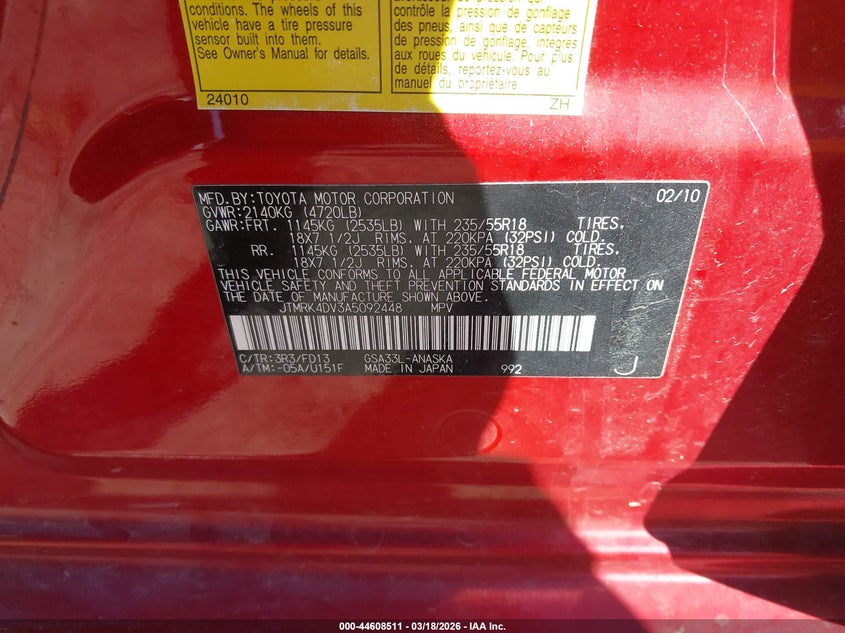 conditions. The wheels of this
vehicle have a tire pressure
sensor built into them.
See Owner's Manual for details.
24010
contrôle la pression de gonflage
des pneus, ainsi que de capteurs
de pression de gonflage, intégrés
aux roues du véhicule. Pour plus
de détails, reportez-vous au
manuel du propriétaire.
ZH
MFD.BY:TOYOTA MOTOR CORPORATION 02/10
GVWR:2140KG (4720LB)
GAWR:FRT. 1145KG (2535LB) WITH 235/55R18 TIRES,
18X7 1/2J RIMS, AT 220KPA (32PSI) COLD.
RR. 1145KG (2535LB) WITH 235/55R18 TIRES,
18X7 1/2J RIMS, AT 220KPA (32PSI) COLD.
THIS VEHICLE CONFORMS TO ALL APPLICABLE FEDERAL MOTOR
VEHICLE SAFETY AND THEFT PREVENTION STANDARDS IN EFFECT ON
THE DATE OF MANUFACTURE SHOWN ABOVE.
JTMRK4DV3A5092448 MPV
C/TR:3R3/FD13 GSA33L-ANASKA
A/TM:-05A/U151F MADE IN JAPAN 992 J
000-44608511 | 03/18/2026 | IAA Inc.